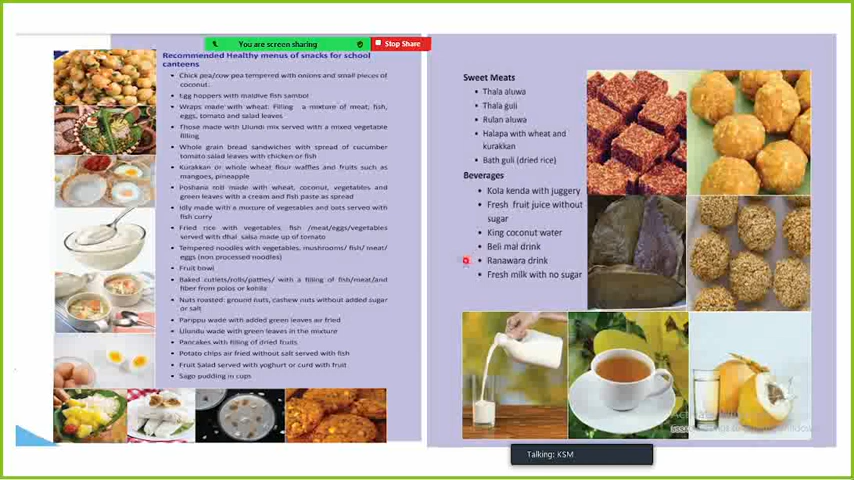 You are screen sharing
Stop Share
Recommended Healthy menus of snacks for school
canteens
Chick pea/cow pea tempered with onions and small pieces of
coconut.
Egg hoppers with maldive fish sambol
Wraps made with wheat: Filling a mixture of meat, fish,
eggs, tomato and salad leaves
Those made with Ulundi mix served with a mixed vegetable
filling
Whole grain bread sandwiches with spread of cucumber
tomato salad leaves with chicken or fish
Kurakkan or whole wheat flour waffles and fruits such as
mangoes, pineapple
Poshana roll made with wheat, coconut, vegetables and
green leaves with a cream and fish paste as spread
Idly made with a mixture of vegetables and oats served with
fish curry
Fried rice with vegetables, fish /meat/eggs/vegetables
served with dhal salsa made up of tomato
Tempered noodles with vegetables, mushrooms/ fish/ meat/
eggs (non processed noodles)
Fruit bowl
Baked cutlets/rolls/patties/ with a filling of fish/meat/and
fiber from polos or kohila
Nuts roasted: ground nuts, cashew nuts without added sugar
or salt
Parippu wade with added green leaves air fried
Ulundu wade with green leaves in the mixture
Pancakes with filling of dried fruits
Potato chips air fried without salt served with fish
Fruit Salad served with yoghurt or curd with fruit
Sago pudding in cups
Sweet Meats
Thala aluwa
Thala guli
Rulan aluwa
Halapa with wheat and
kurakkan
Bath guli (dried rice)
Beverages
Kola kenda with juggery
Fresh fruit juice without
sugar
King coconut water
Beli mal drink
Ranawara drink
Fresh milk with no sugar
Talking: KSM